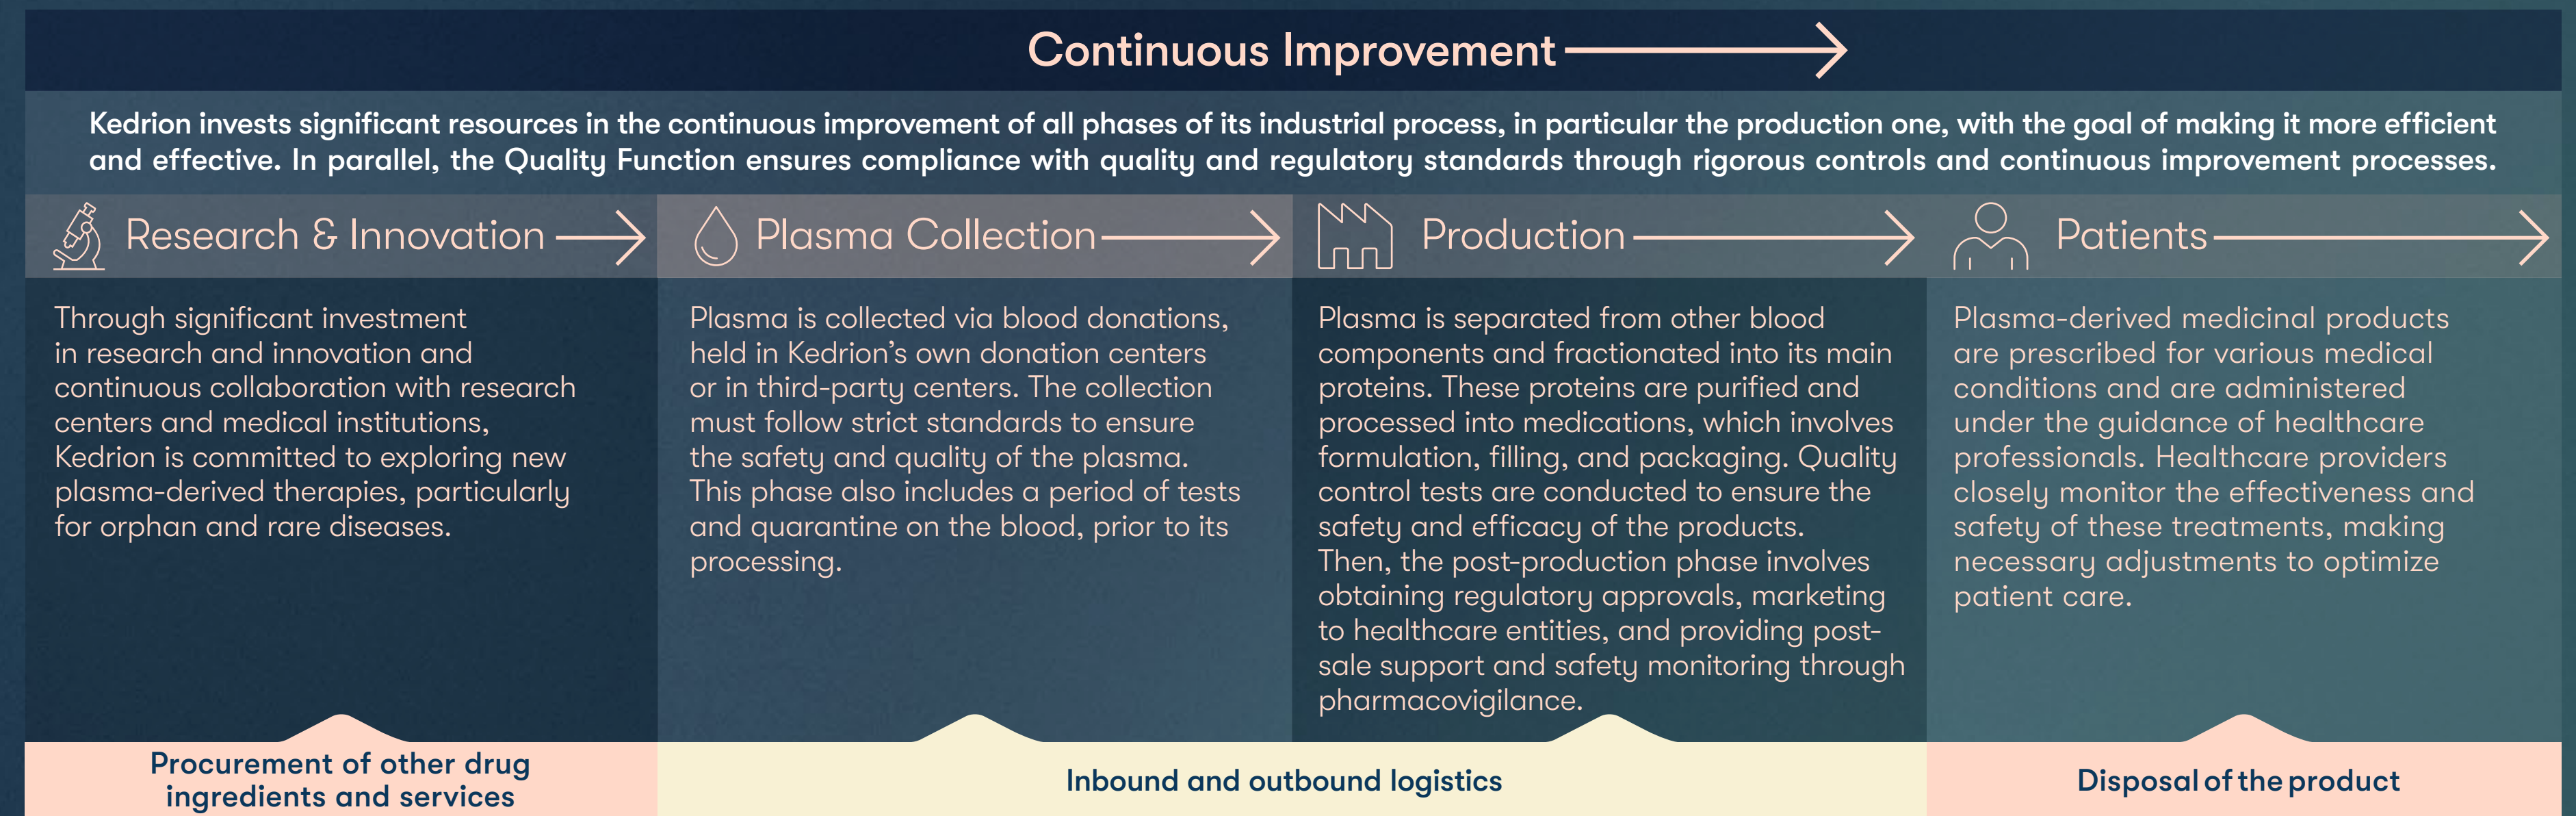 Continuous Improvement
Kedrion invests significant resources in the continuous improvement of all phases of its industrial process, in particular the production one, with the goal of making it more efficient
and effective. In parallel, the Quality Function ensures compliance with quality and regulatory standards through rigorous controls and continuous improvement processes.
Research & Innovation
Through significant investment
in research and innovation and
continuous collaboration with research
centers and medical institutions,
Kedrion is committed to exploring new
plasma-derived therapies, particularly
for orphan and rare diseases.
Procurement of other drug
ingredients and services
Plasma Collection
Plasma is collected via blood donations,
held in Kedrion’s own donation centers
or in third-party centers. The collection
must follow strict standards to ensure
the safety and quality of the plasma.
This phase also includes a period of tests
and quarantine on the blood, prior to its
processing.
Production
Plasma is separated from other blood
components and fractionated into its main
proteins. These proteins are purified and
processed into medications, which involves
formulation, filling, and packaging. Quality
control tests are conducted to ensure the
safety and efficacy of the products.
Then, the post-production phase involves
obtaining regulatory approvals, marketing
to healthcare entities, and providing post-
sale support and safety monitoring through
pharmacovigilance.
Inbound and outbound logistics
Patients
Plasma-derived medicinal products
are prescribed for various medical
conditions and are administered
under the guidance of healthcare
professionals. Healthcare providers
closely monitor the effectiveness and
safety of these treatments, making
necessary adjustments to optimize
patient care.
Disposal of the product